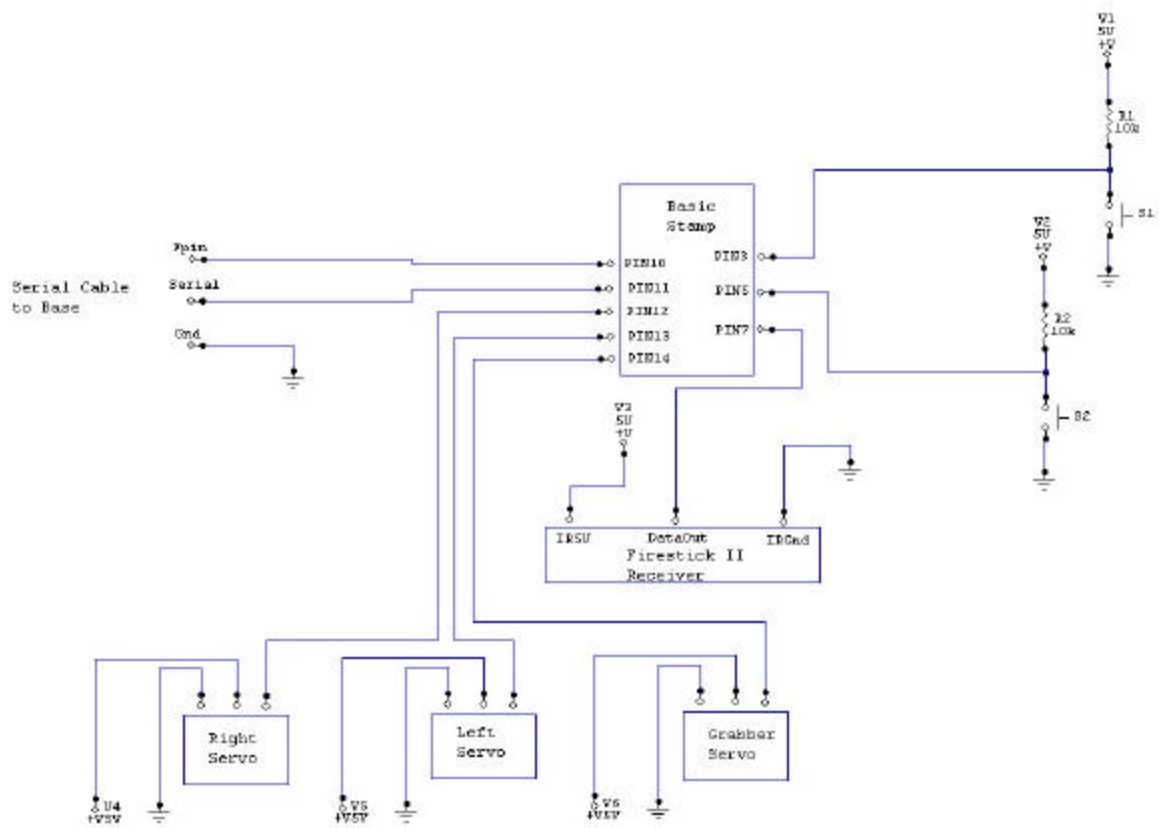 V1
5V
+V
R1
10k
S1
V2
5V
+V
R2
10k
S2
Basic
Stamp
PIN10
PIN11
PIN12
PIN13
PIN14
PIN3
PIN5
PIN7
Fpin
Serial
Gnd
Serial Cable
to Base
V3
5V
+V
IR5V
DataOut
IRGnd
Firestick II
Receiver
Right
Servo
Left
Servo
Grabber
Servo
V4
+V5V
V5
+V5V
V6
+V5V